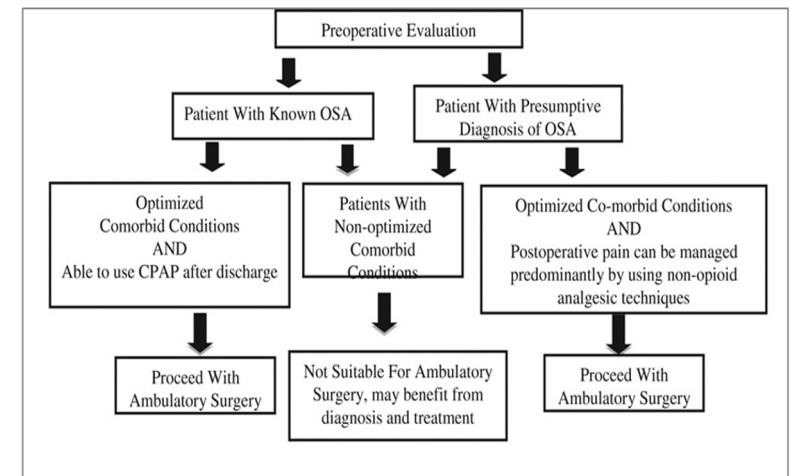 Preoperative Evaluation
Patient With Known OSA
Patient With Presumptive
Diagnosis of OSA
Optimized
Comorbid Conditions
AND
Able to use CPAP after discharge
Patients With
Non-optimized
Comorbid
Conditions
Optimized Co-morbid Conditions
AND
Postoperative pain can be managed
predominantly by using non-opioid
analgesic techniques
Proceed With
Ambulatory Surgery
Not Suitable For Ambulatory
Surgery, may benefit from
diagnosis and treatment
Proceed With
Ambulatory Surgery